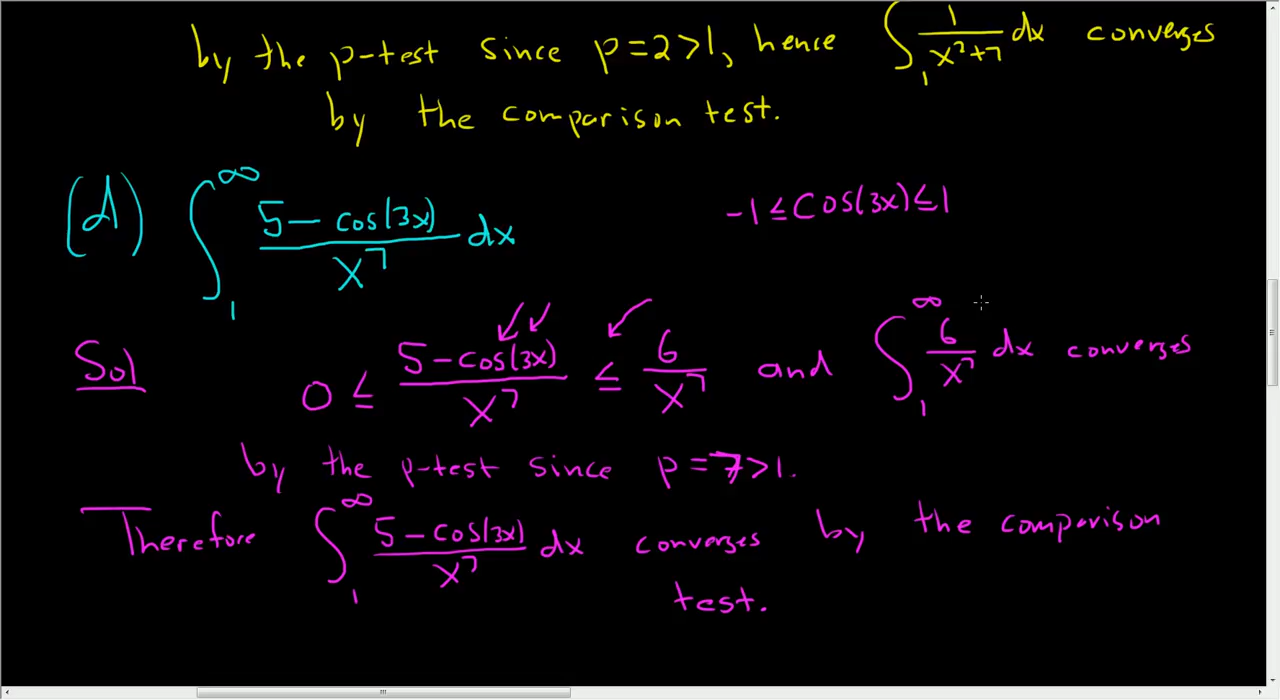 by the p-test since p=2>1, hence ∫₁ 1/(x²+7) dx converges
by the comparison test.
(d) ∫₁^∞ (5-cos(3x))/x⁷ dx
-1≤cos(3x)≤1
Sol 0 ≤ (5-cos(3x))/x⁷ ≤ 6/x⁷ and ∫₁^∞ 6/x⁷ dx converges
by the p-test since p=7>1.
Therefore ∫₁^∞ (5-cos(3x))/x⁷ dx converges by the comparison
test.